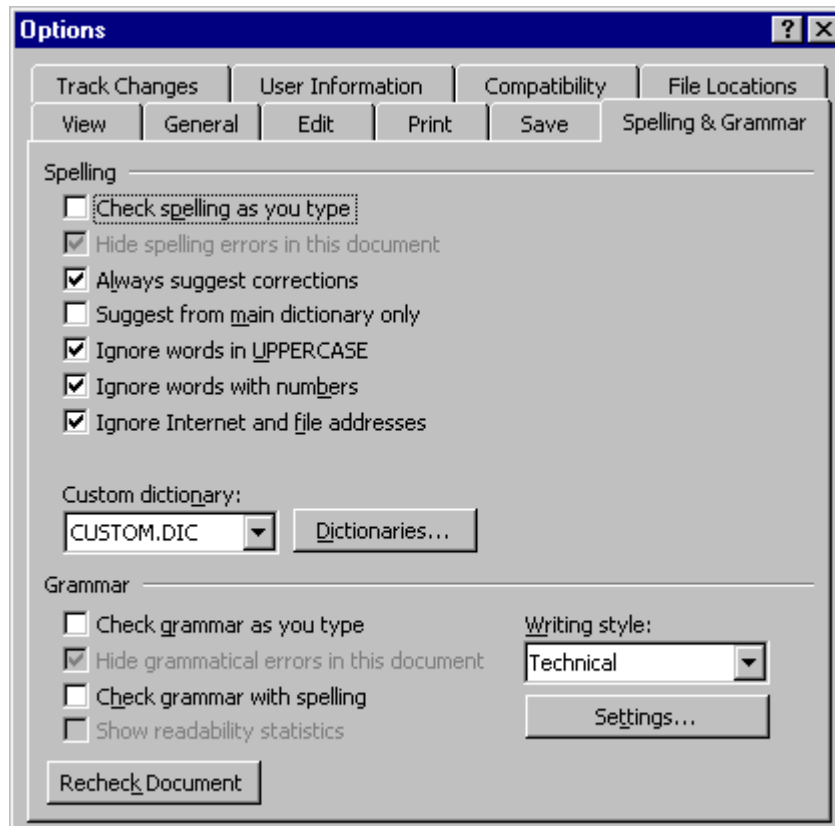 Options
Track Changes User Information Compatibility File Locations
View General Edit Print Save Spelling & Grammar
Spelling
Check spelling as you type
Hide spelling errors in this document
Always suggest corrections
Suggest from main dictionary only
Ignore words in UPPERCASE
Ignore words with numbers
Ignore Internet and file addresses
Custom dictionary:
CUSTOM.DIC Dictionaries...
Grammar
Check grammar as you type Writing style:
Hide grammatical errors in this document Technical
Check grammar with spelling
Show readability statistics Settings...
Recheck Document